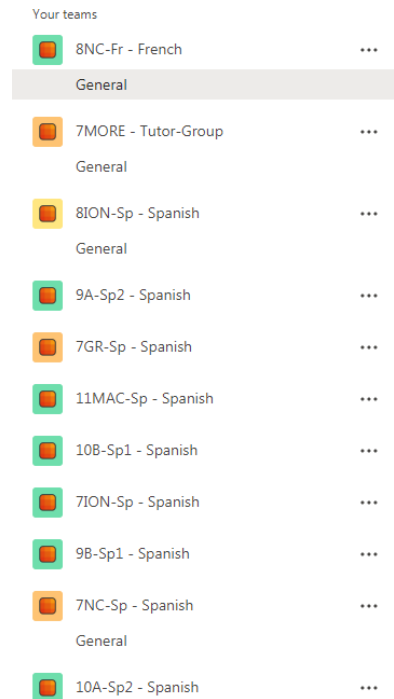 Your teams
8NC-Fr - French
General
7MORE - Tutor-Group
General
8ION-Sp - Spanish
General
9A-Sp2 - Spanish
7GR-Sp - Spanish
11MAC-Sp - Spanish
10B-Sp1 - Spanish
7ION-Sp - Spanish
9B-Sp1 - Spanish
7NC-Sp - Spanish
General
10A-Sp2 - Spanish